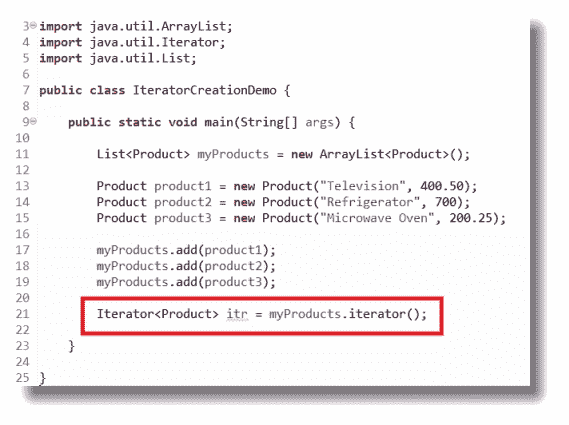 3 import java.util.ArrayList;
4 import java.util.Iterator;
5 import java.util.List;
6
7 public class IteratorCreationDemo {
8
9 public static void main(String[] args) {
10
11 List<Product> myProducts = new ArrayList<Product>();
12
13 Product product1 = new Product("Television", 400.50);
14 Product product2 = new Product("Refrigerator", 700);
15 Product product3 = new Product("Microwave Oven", 200.25);
16
17 myProducts.add(product1);
18 myProducts.add(product2);
19 myProducts.add(product3);
20
21 Iterator<Product> itr = myProducts.iterator();
22
23 }
24
25 }